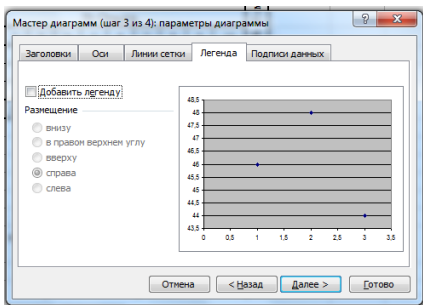 Мастер диаграмм (шаг 3 из 4): параметры диаграммы
Заголовки Оси Линии сетки Легенда Подписи данных
Добавить легенду
Размещение
внизу
в правом верхнем углу
вверху
справа
слева
48,5
48
47,5
47
46,5
46
45,5
45
44,5
44
43,5
0 0,5 1 1,5 2 2,5 3 3,5
Отмена < Назад Далее > Готово